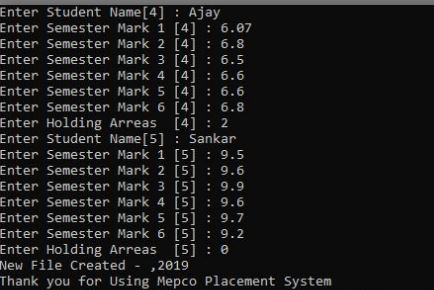 Enter Student Name[4] : Ajay
Enter Semester Mark 1 [4] : 6.07
Enter Semester Mark 2 [4] : 6.8
Enter Semester Mark 3 [4] : 6.5
Enter Semester Mark 4 [4] : 6.6
Enter Semester Mark 5 [4] : 6.6
Enter Semester Mark 6 [4] : 6.8
Enter Holding Arreas  [4] : 2
Enter Student Name[5] : Sankar
Enter Semester Mark 1 [5] : 9.5
Enter Semester Mark 2 [5] : 9.6
Enter Semester Mark 3 [5] : 9.9
Enter Semester Mark 4 [5] : 9.6
Enter Semester Mark 5 [5] : 9.7
Enter Semester Mark 6 [5] : 9.2
Enter Holding Arreas  [5] : 0
New File Created - ,2019
Thank you for Using Mepco Placement System